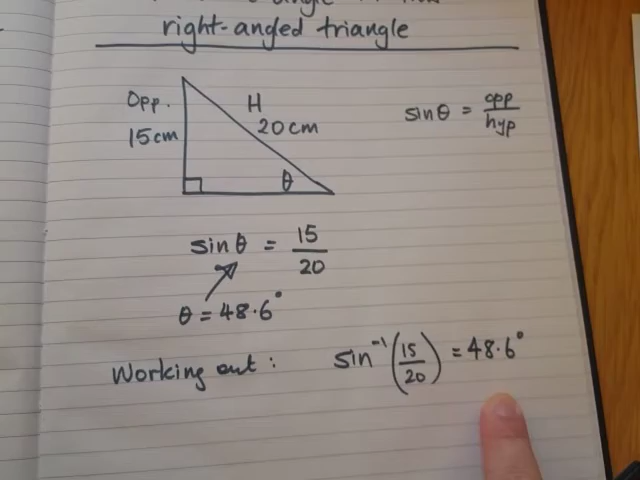 right-angled triangle
Opp.
15cm
H
20cm
θ
sinθ = opp/hyp
sinθ = 15/20
θ = 48.6°
Working out: sin⁻¹(15/20) = 48.6°